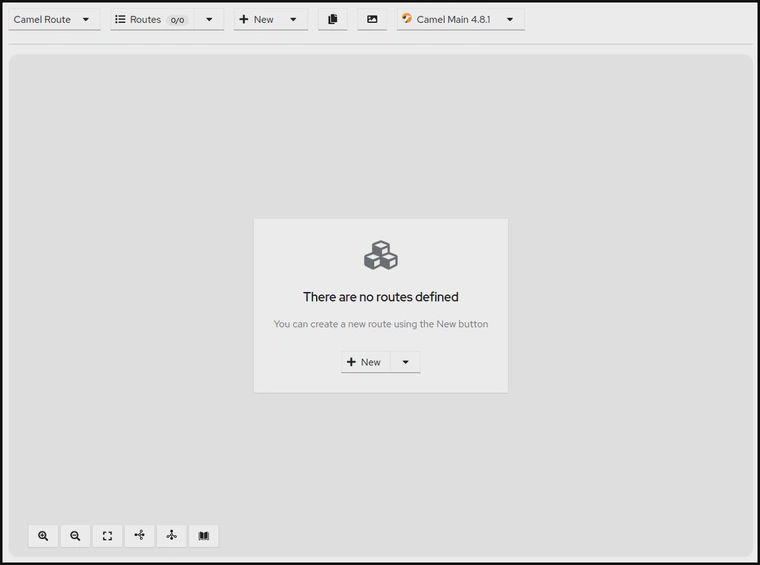 Camel Route
Routes 0/0
New
Camel Main 4.8.1
There are no routes defined
You can create a new route using the New button
New